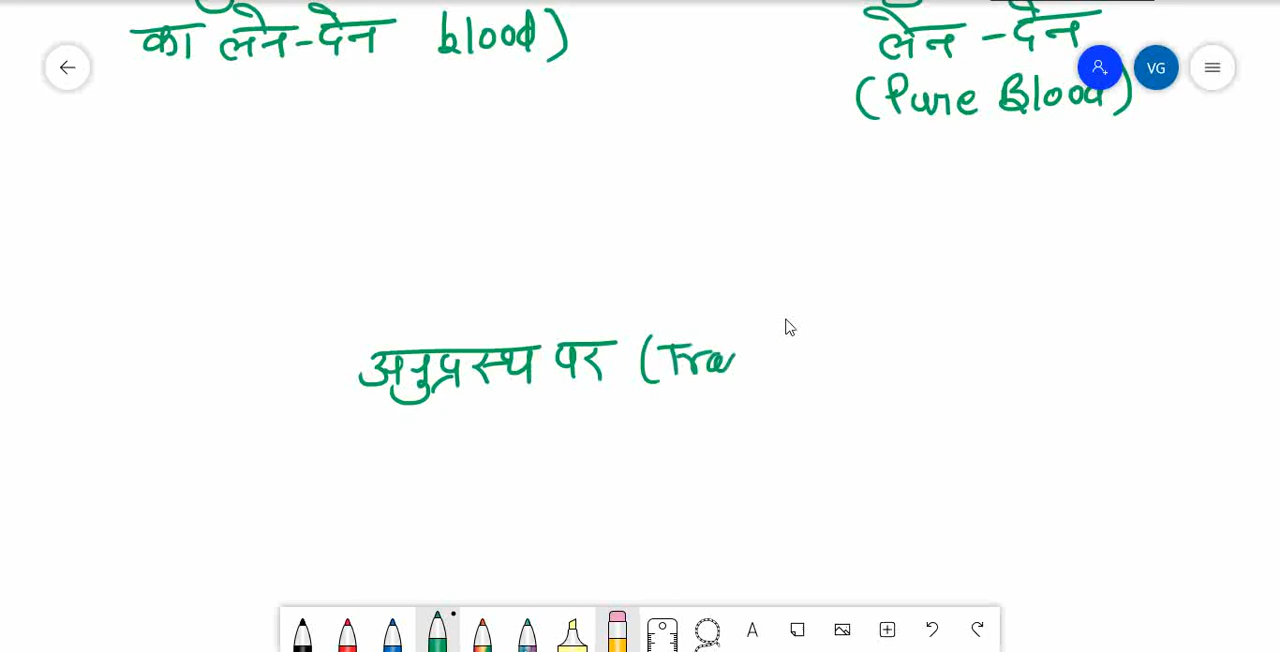 का लेन-देन blood)
लेन-देन
(Pure Blood)
VG
अनुप्रस्थ पर (Tra
A